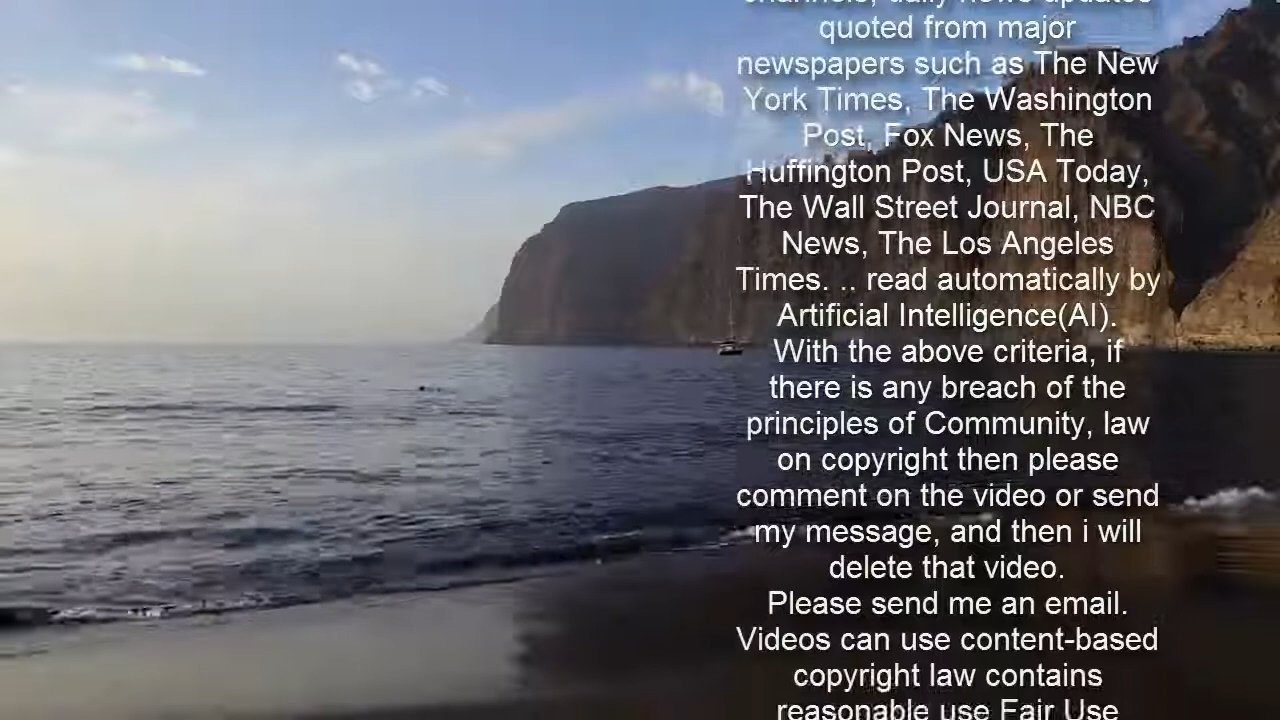 channels, daily news updates
quoted from major
newspapers such as The New
York Times, The Washington
Post, Fox News, The
Huffington Post, USA Today,
The Wall Street Journal, NBC
News, The Los Angeles
Times. .. read automatically by
Artificial Intelligence(AI).
With the above criteria, if
there is any breach of the
principles of Community, law
on copyright then please
comment on the video or send
my message, and then i will
delete that video.
Please send me an email.
Videos can use content-based
copyright law contains
reasonable use Fair Use